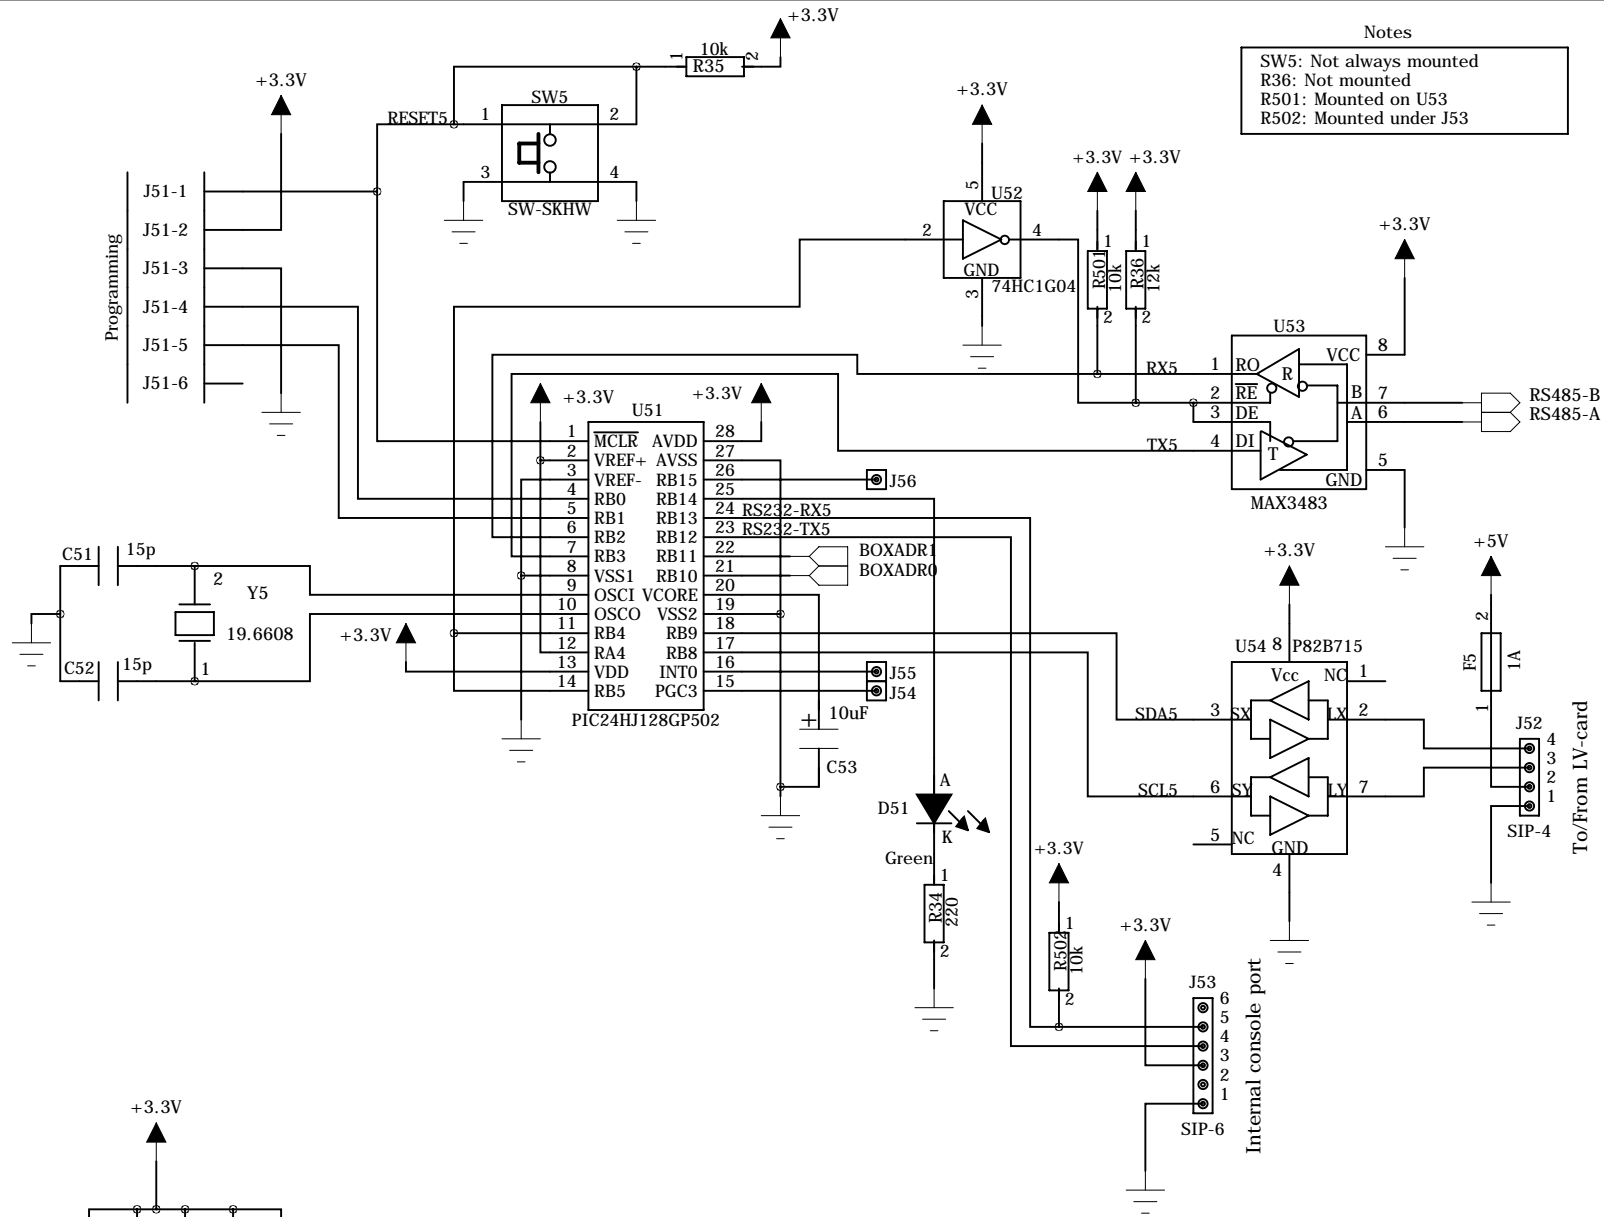 +3.3V
10k
1
2
R35
Notes
SW5: Not always mounted
R36: Not mounted
R501: Mounted on U53
R502: Mounted under J53
+3.3V
RESET5
SW5
1
2
3
4
SW-SKHW
Programming
J51-1
J51-2
J51-3
J51-4
J51-5
J51-6
+3.3V
5
U52
VCC
2
4
GND
3
74HC1G04
+3.3V
+3.3V
1
R501
10k
2
1
R36
12k
2
+3.3V
U53
8
VCC
RX5
1
RO
R
2
RE
3
DE
TX5
4
DI
T
B
7
A
6
5
GND
MAX3483
RS485-B
RS485-A
+3.3V
+3.3V
U51
1 MCLR AVDD 28
2 VREF+ AVSS 27
3 VREF- RB15 26
4 RB0 RB14 25
5 RB1 RB13 24 RS232-RX5
6 RB2 RB12 23 RS232-TX5
7 RB3 RB11 22 BOXADR1
8 VSS1 RB10 21 BOXADR0
9 OSCI VCORE 20
10 OSCO VSS2 19
11 RB4 RB9 18
12 RA4 RB8 17
13 VDD INT0 16
14 RB5 PGC3 15
PIC24HJ128GP502
J56
J55
J54
C51
15p
2
Y5
19.6608
1
C52
15p
+3.3V
+
10uF
C53
A
D51
K
Green
1
R34
220
2
+3.3V
U54
8
P82B715
Vcc
NC
1
SDA5
3
SX
LX
2
SCL5
6
SY
LY
7
5
NC
GND
4
+5V
2
F5
1A
1
J52
4
3
2
1
SIP-4
To/From LV-card
+3.3V
1
R502
10k
2
+3.3V
J53
6
5
4
3
2
1
SIP-6
Internal console port
+3.3V